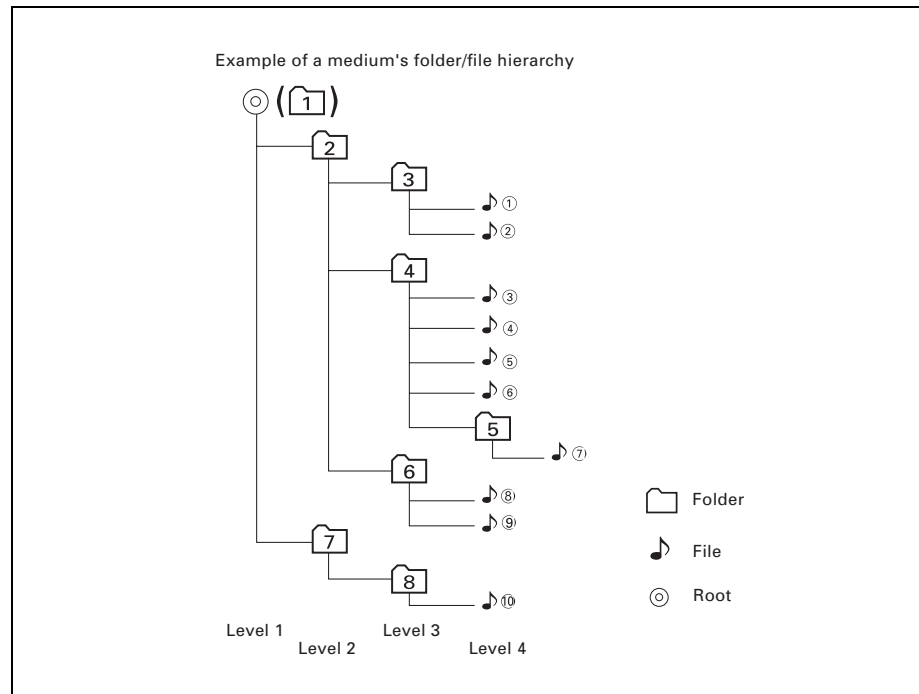 Example of a medium's folder/file hierarchy
(1)
2
3
①
②
4
③
④
⑤
⑥
5
⑦
6
⑧
⑨
7
8
⑩
Folder
File
Root
Level 1
Level 2
Level 3
Level 4